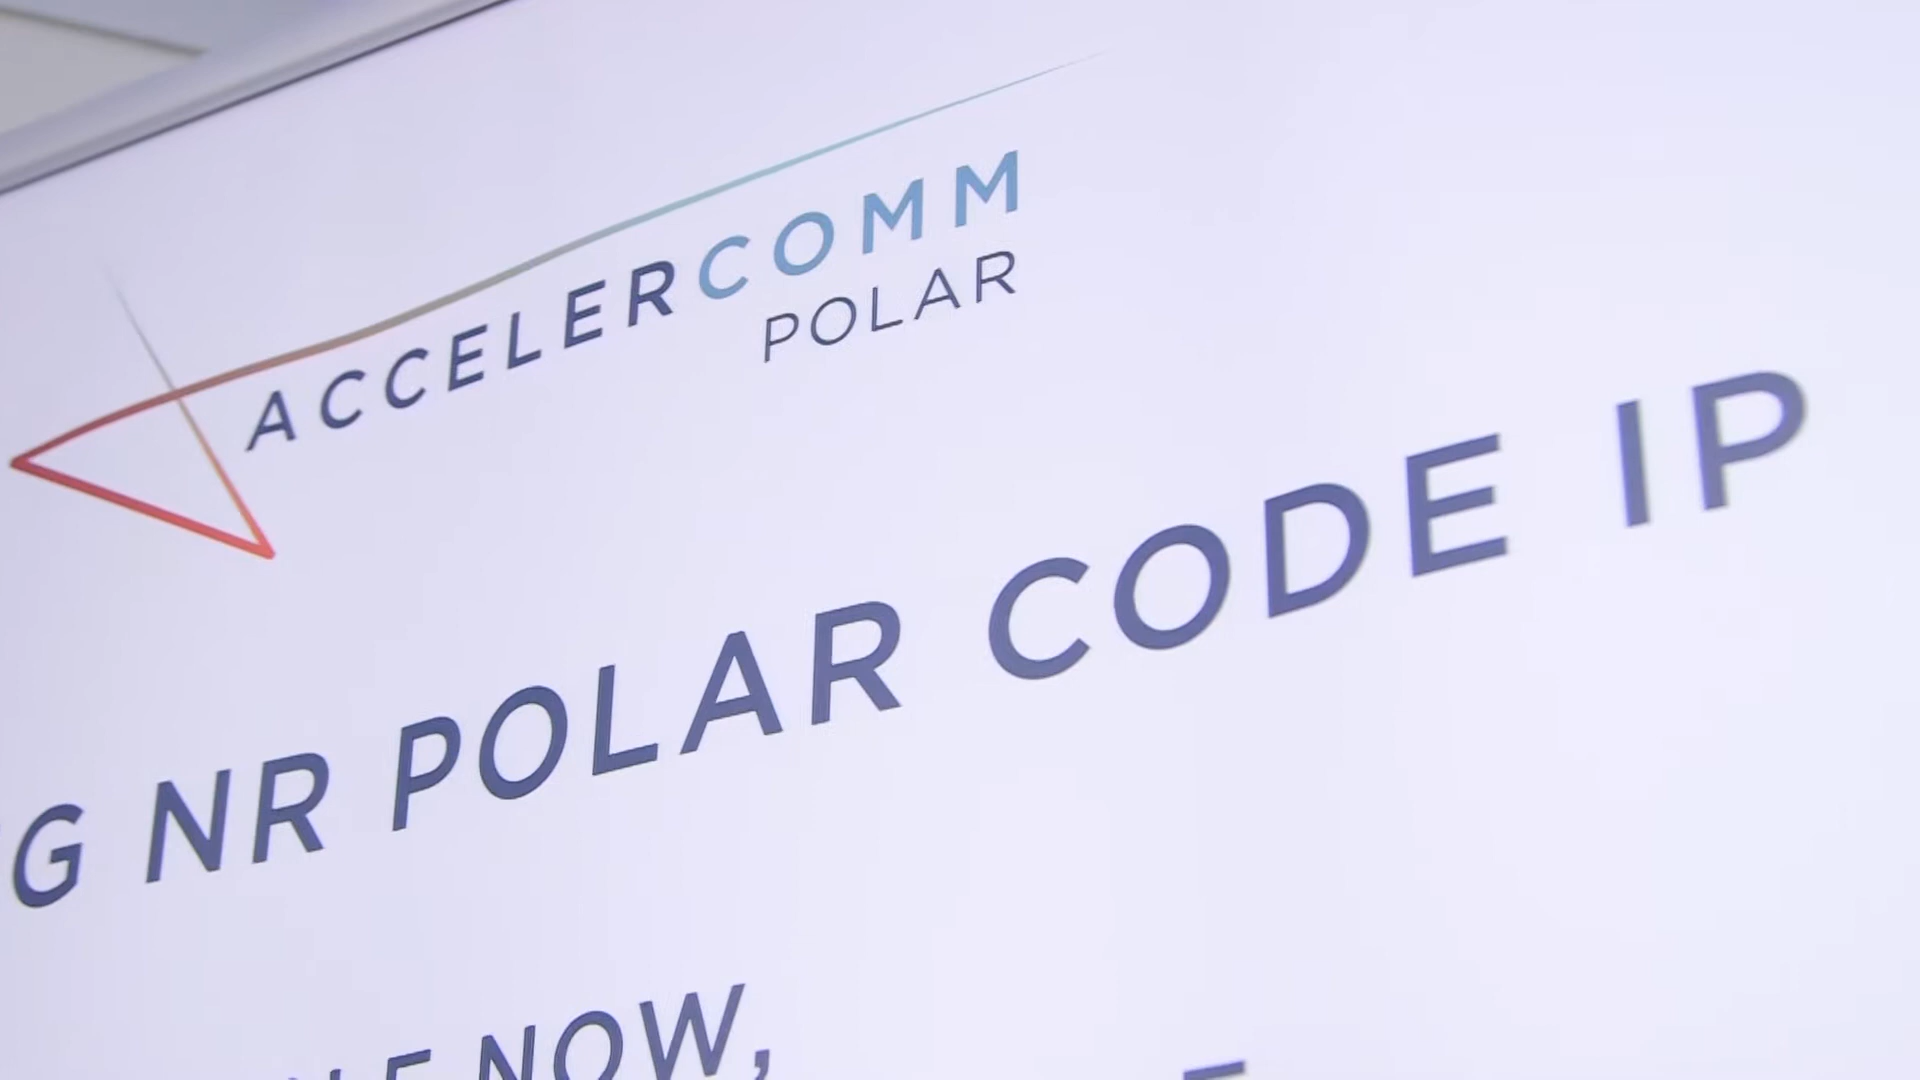 ACCELERCOMM
POLAR
G NR POLAR CODE IP
NOW,